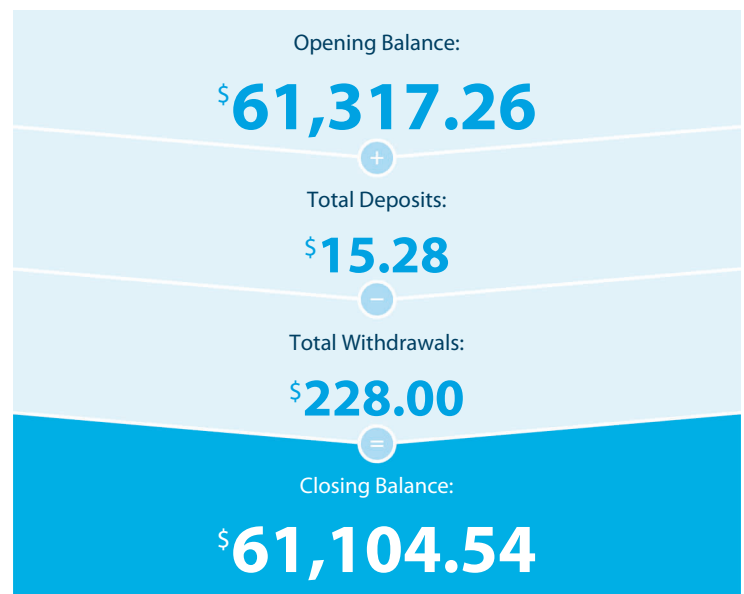 Opening Balance:
$61,317.26
+
Total Deposits:
$15.28
−
Total Withdrawals:
$228.00
=
Closing Balance:
$61,104.54